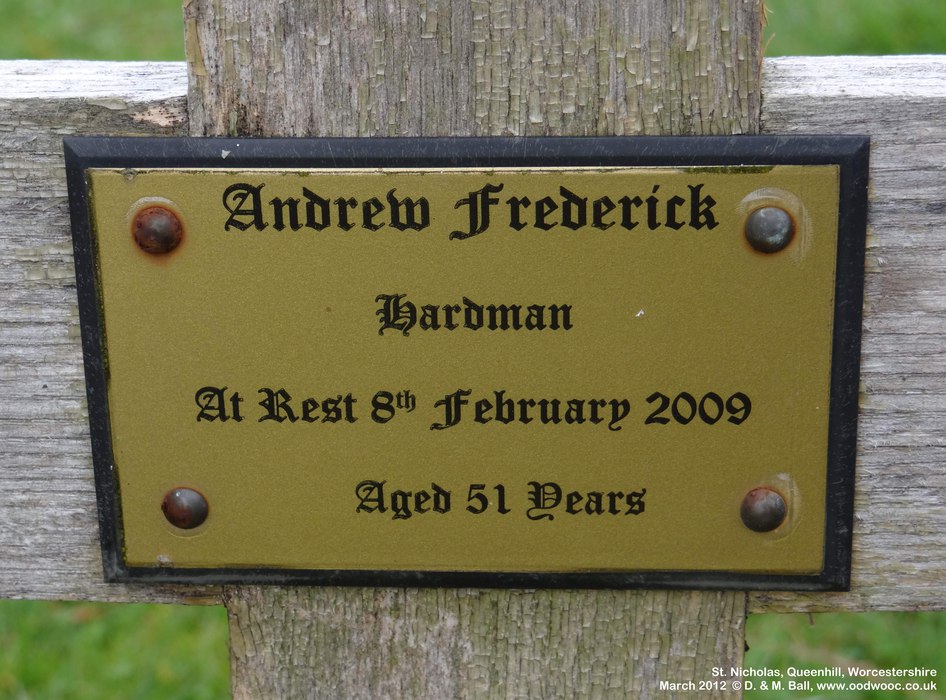 Andrew Frederick
Hardman
At Rest 8th February 2009
Aged 51 Years
St. Nicholas, Queenhill, Worcestershire
March 2012 © D. & M. Ball, www.oodwooc.co.uk